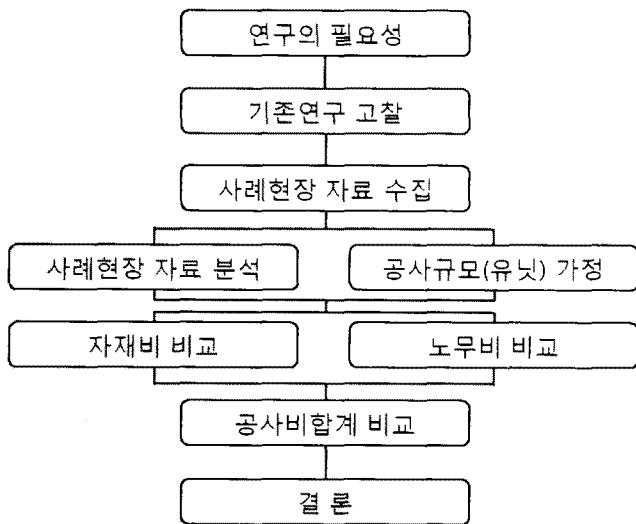 연구의 필요성
기존연구 고찰
사례현장 자료 수집
사례현장 자료 분석
공사규모(유닛) 가정
자재비 비교
노무비 비교
공사비합계 비교
결 론